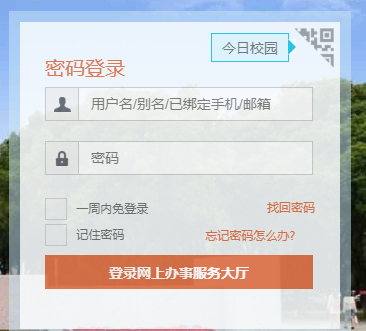 今日校园
密码登录
用户名/别名/已绑定手机/邮箱
密码
一周内免登录 找回密码
记住密码 忘记密码怎么办?
登录网上办事服务大厅